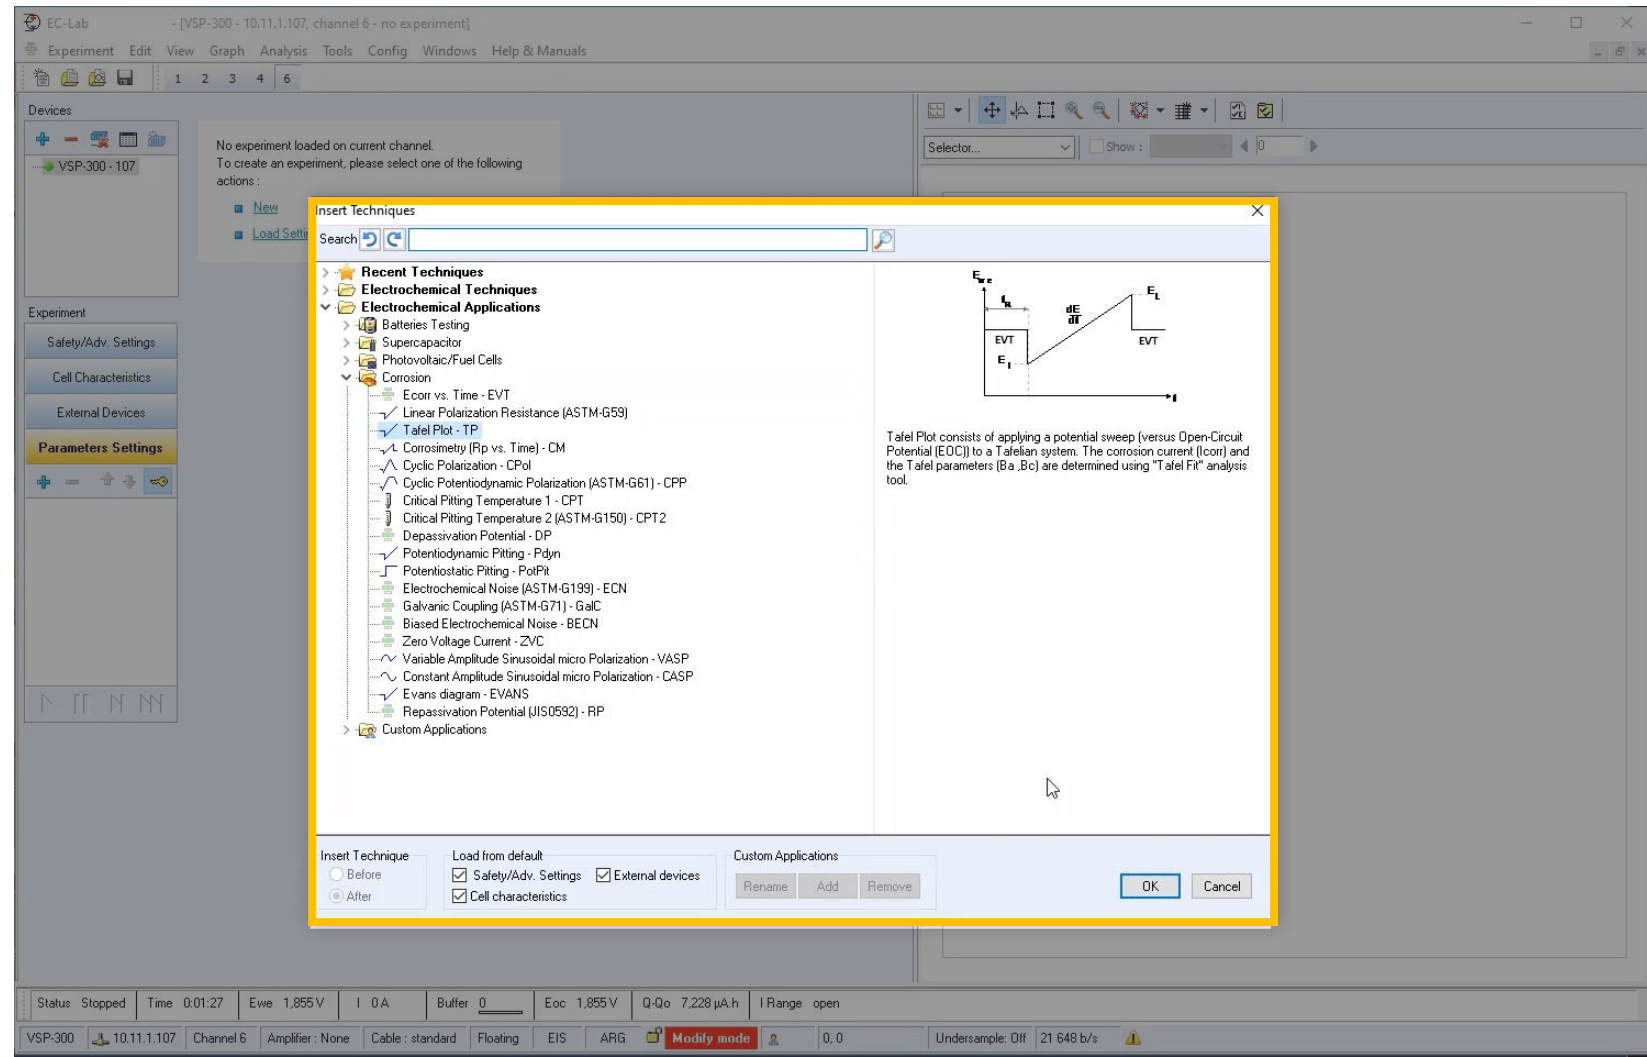 EC-Lab - [VSP-300 - 10.11.1.107, channel 6 - no experiment]
Experiment Edit View Graph Analysis Tools Config Windows Help & Manuals
1 2 3 4 6
Devices
VSP-300 - 107
No experiment loaded on current channel.
To create an experiment, please select one of the following
actions :
New
Load Settin
Selector... Show : 0
Experiment
Safety/Adv. Settings
Cell Characteristics
External Devices
Parameters Settings
Insert Techniques
Search
Recent Techniques
Electrochemical Techniques
Electrochemical Applications
Batteries Testing
Supercapacitor
Photovoltaic/Fuel Cells
Corrosion
Ecorr vs. Time - EVT
Linear Polarization Resistance (ASTM-G59)
Tafel Plot - TP
Corrosimetry (Rp vs. Time) - CM
Cyclic Polarization - CPol
Cyclic Potentiodynamic Polarization (ASTM-G61) - CPP
Critical Pitting Temperature 1 - CPT
Critical Pitting Temperature 2 (ASTM-G150) - CPT2
Depassivation Potential - DP
Potentiodynamic Pitting - Pdyn
Potentiostatic Pitting - PotPit
Electrochemical Noise (ASTM-G199) - ECN
Galvanic Coupling (ASTM-G71) - GalC
Biased Electrochemical Noise - BECN
Zero Voltage Current - ZVC
Variable Amplitude Sinusoidal micro Polarization - VASP
Constant Amplitude Sinusoidal micro Polarization - CASP
Evans diagram - EVANS
Repassivation Potential (JIS0592) - RP
Custom Applications
Ewe
tR
dE
dt
EL
EVT
EVT
Ei
t
Tafel Plot consists of applying a potential sweep (versus Open-Circuit
Potential (EOC)) to a Tafelian system. The corrosion current (Icorr) and
the Tafel parameters (Ba ,Bc) are determined using "Tafel Fit" analysis
tool.
Insert Technique
Before
After
Load from default
Safety/Adv. Settings External devices
Cell characteristics
Custom Applications
Rename Add Remove
OK Cancel
Status Stopped Time 0:01:27 Ewe 1,855 V I 0 A Buffer 0 Eoc 1,855 V Q-Qo 7,228 µA.h I Range open
VSP-300 10.11.1.107 Channel 6 Amplifier : None Cable : standard Floating EIS ARG Modify mode 0, 0 Undersample: Off 21 648 b/s